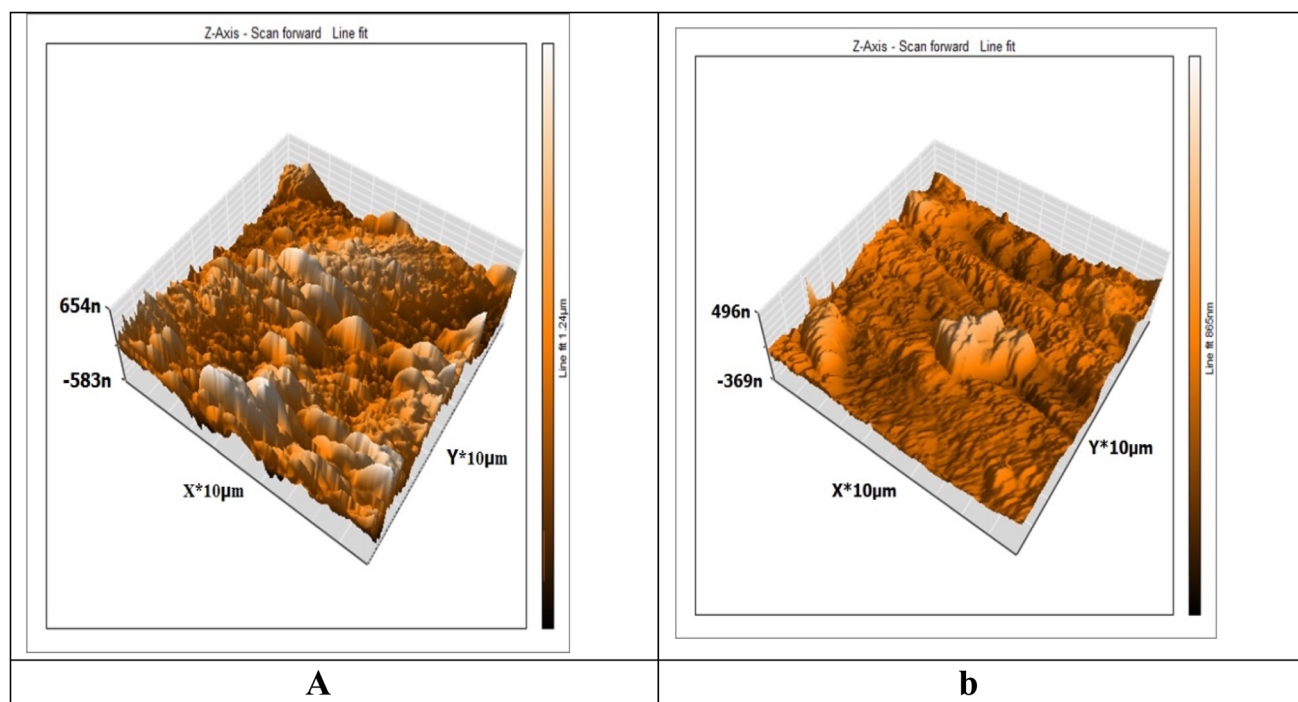 Z-Axis - Scan forward Line fit
654n
-583n
X*10µm
Y*10µm
Line fit 1.24µm
A
Z-Axis - Scan forward Line fit
496n
-369n
X*10µm
Y*10µm
Line fit 865nm
b